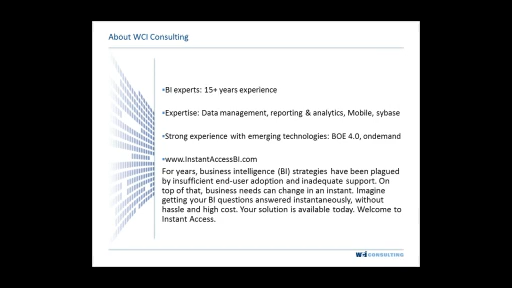 About WCI Consulting
▪BI experts: 15+ years experience
▪Expertise: Data management, reporting & analytics, Mobile, sybase
▪Strong experience with emerging technologies: BOE 4.0, ondemand
▪www.InstantAccessBI.com
For years, business intelligence (BI) strategies have been plagued
by insufficient end-user adoption and inadequate support. On
top of that, business needs can change in an instant. Imagine
getting your BI questions answered instantaneously, without
hassle and high cost. Your solution is available today. Welcome to
Instant Access.
WCI CONSULTING